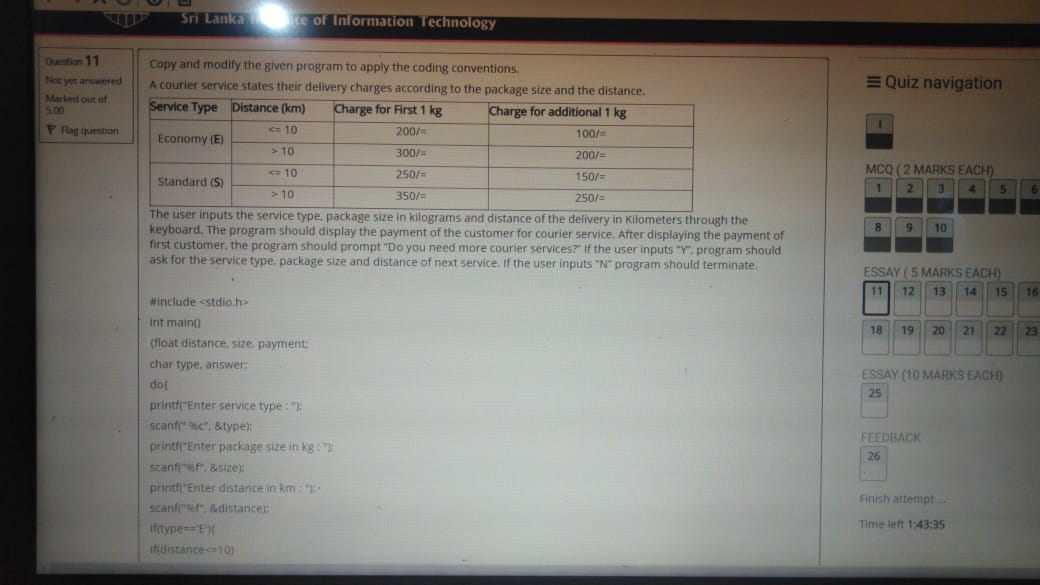 Sri Lanka te of Information Technology
Question 11
Not yet answered
Marked out of
5.00
Flag question
Copy and modify the given program to apply the coding conventions.
A courier service states their delivery charges according to the package size and the distance.
Service Type Distance (km) Charge for First 1 kg Charge for additional 1 kg
Economy (E) <= 10 200/= 100/=
> 10 300/= 200/=
Standard (S) <= 10 250/= 150/=
> 10 350/= 250/=
The user inputs the service type, package size in kilograms and distance of the delivery in Kilometers through the
keyboard. The program should display the payment of the customer for courier service. After displaying the payment of
first customer, the program should prompt "Do you need more courier services?" If the user inputs "Y", program should
ask for the service type, package size and distance of next service. If the user inputs "N" program should terminate.
#include <stdio.h>
int main()
{float distance, size, payment;
char type, answer;
do{
printf("Enter service type : ");
scanf(" %c", &type);
printf("Enter package size in kg : ");
scanf("%f", &size);
printf("Enter distance in km : ");
scanf("%f", &distance);
if(type=='E'){
if(distance<=10)
Quiz navigation
i
MCQ ( 2 MARKS EACH)
1 2 3 4 5 6
8 9 10
ESSAY ( 5 MARKS EACH)
11 12 13 14 15 16
18 19 20 21 22 23
ESSAY (10 MARKS EACH)
25
FEEDBACK
26
Finish attempt ...
Time left 1:43:35